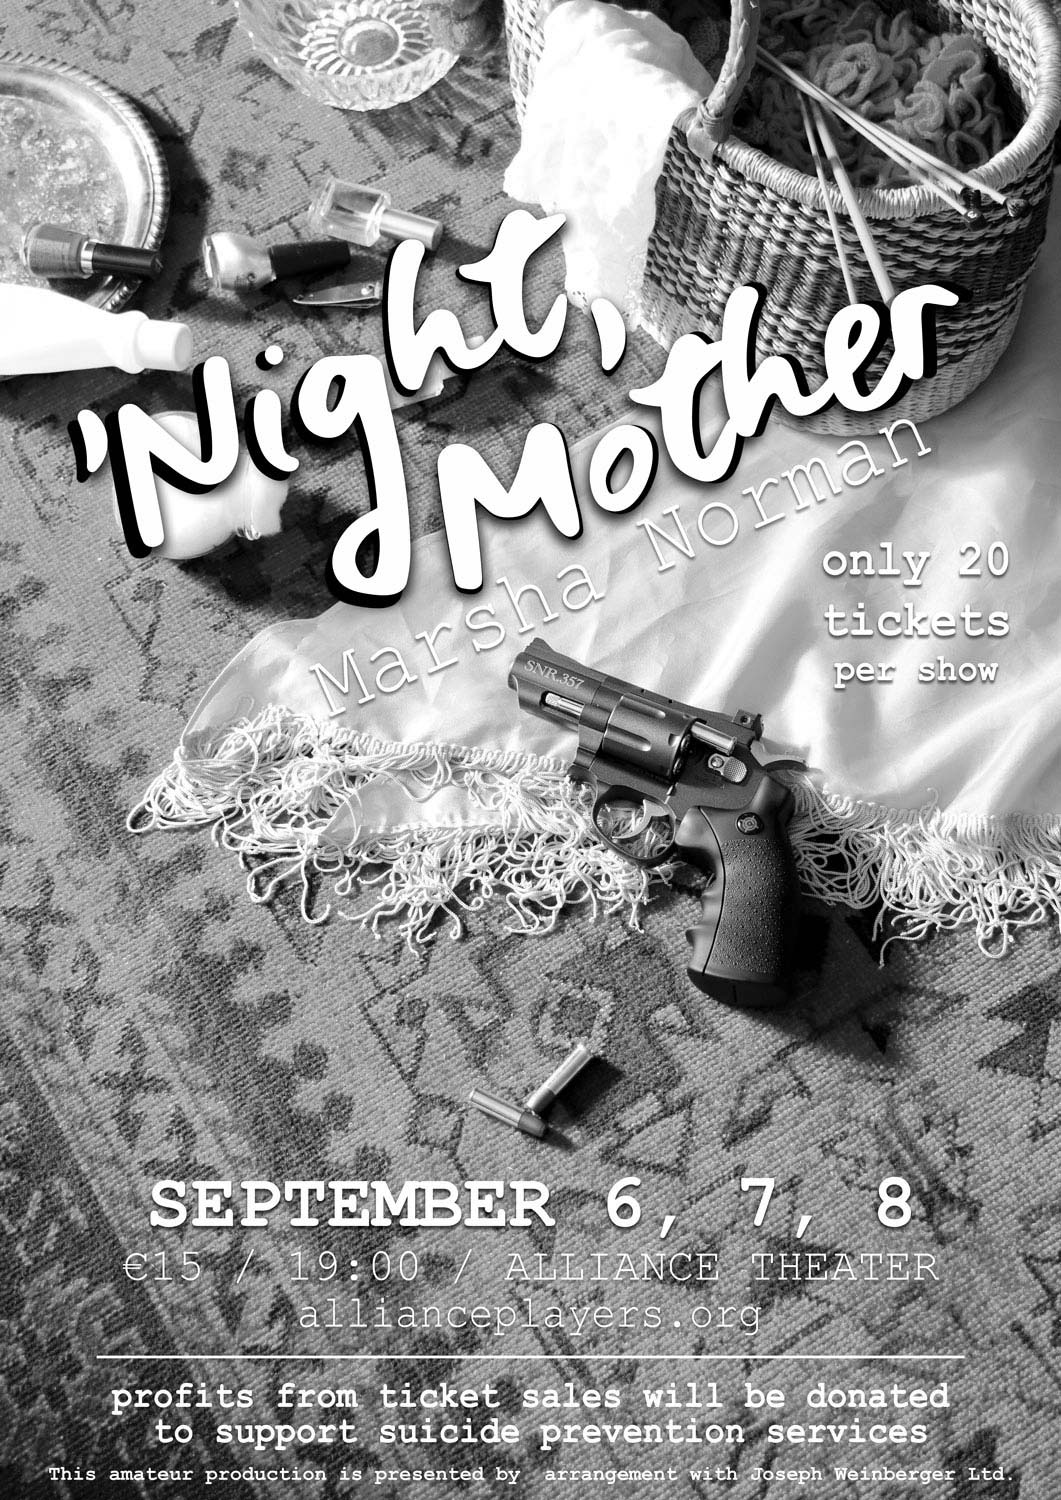 'Night,
Mother
Marsha Norman
only 20
tickets
per show
SNR.357
SEPTEMBER 6, 7, 8
€15 / 19:00 / ALLIANCE THEATER
allianceplayers.org
profits from ticket sales will be donated
to support suicide prevention services
This amateur production is presented by arrangement with Joseph Weinberger Ltd.